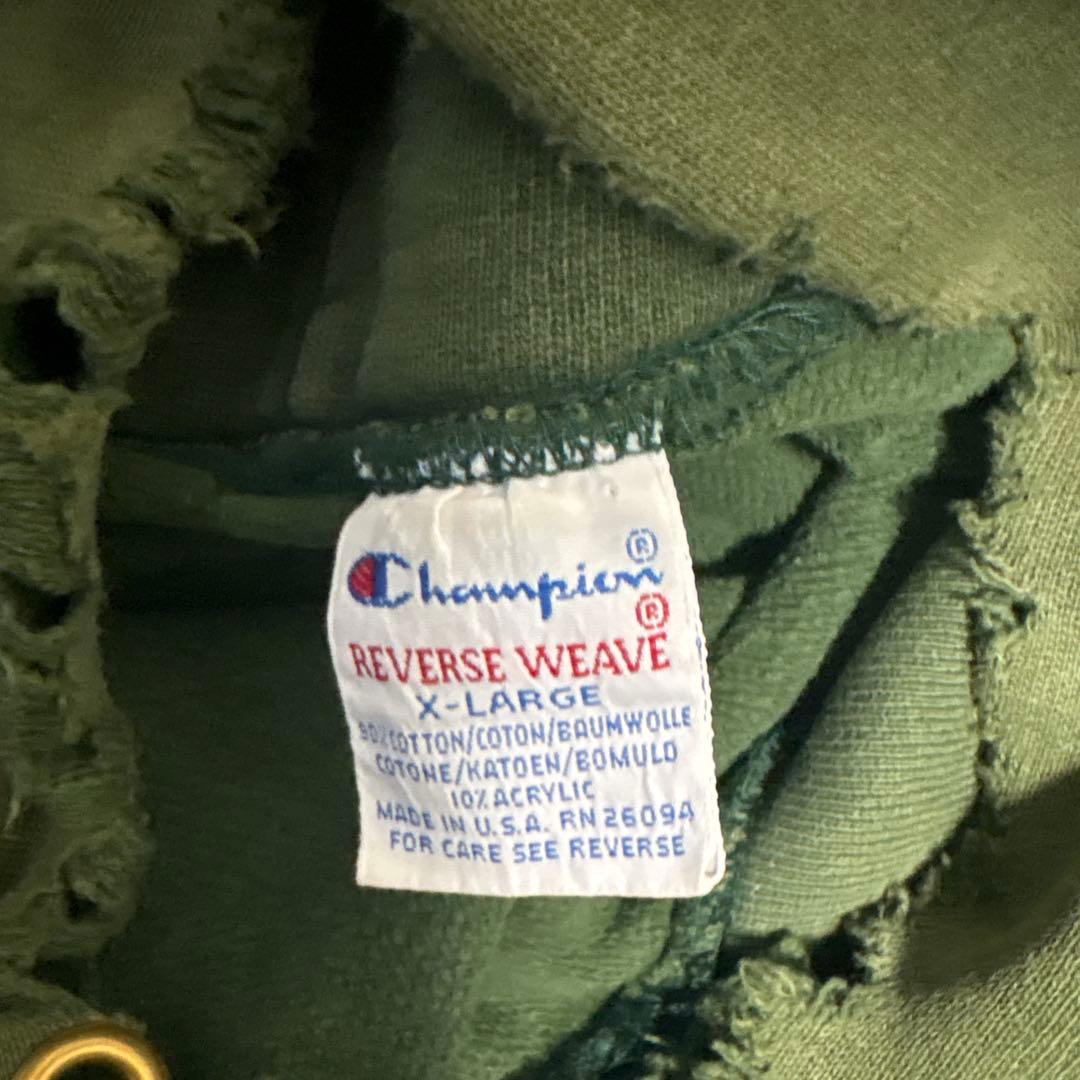 Champion®
REVERSE WEAVE®
X-LARGE
90% COTTON/COTON/BAUMWOLLE
COTONE/KATOEN/BOMULD
10% ACRYLIC
MADE IN U.S.A. RN 26094
FOR CARE SEE REVERSE